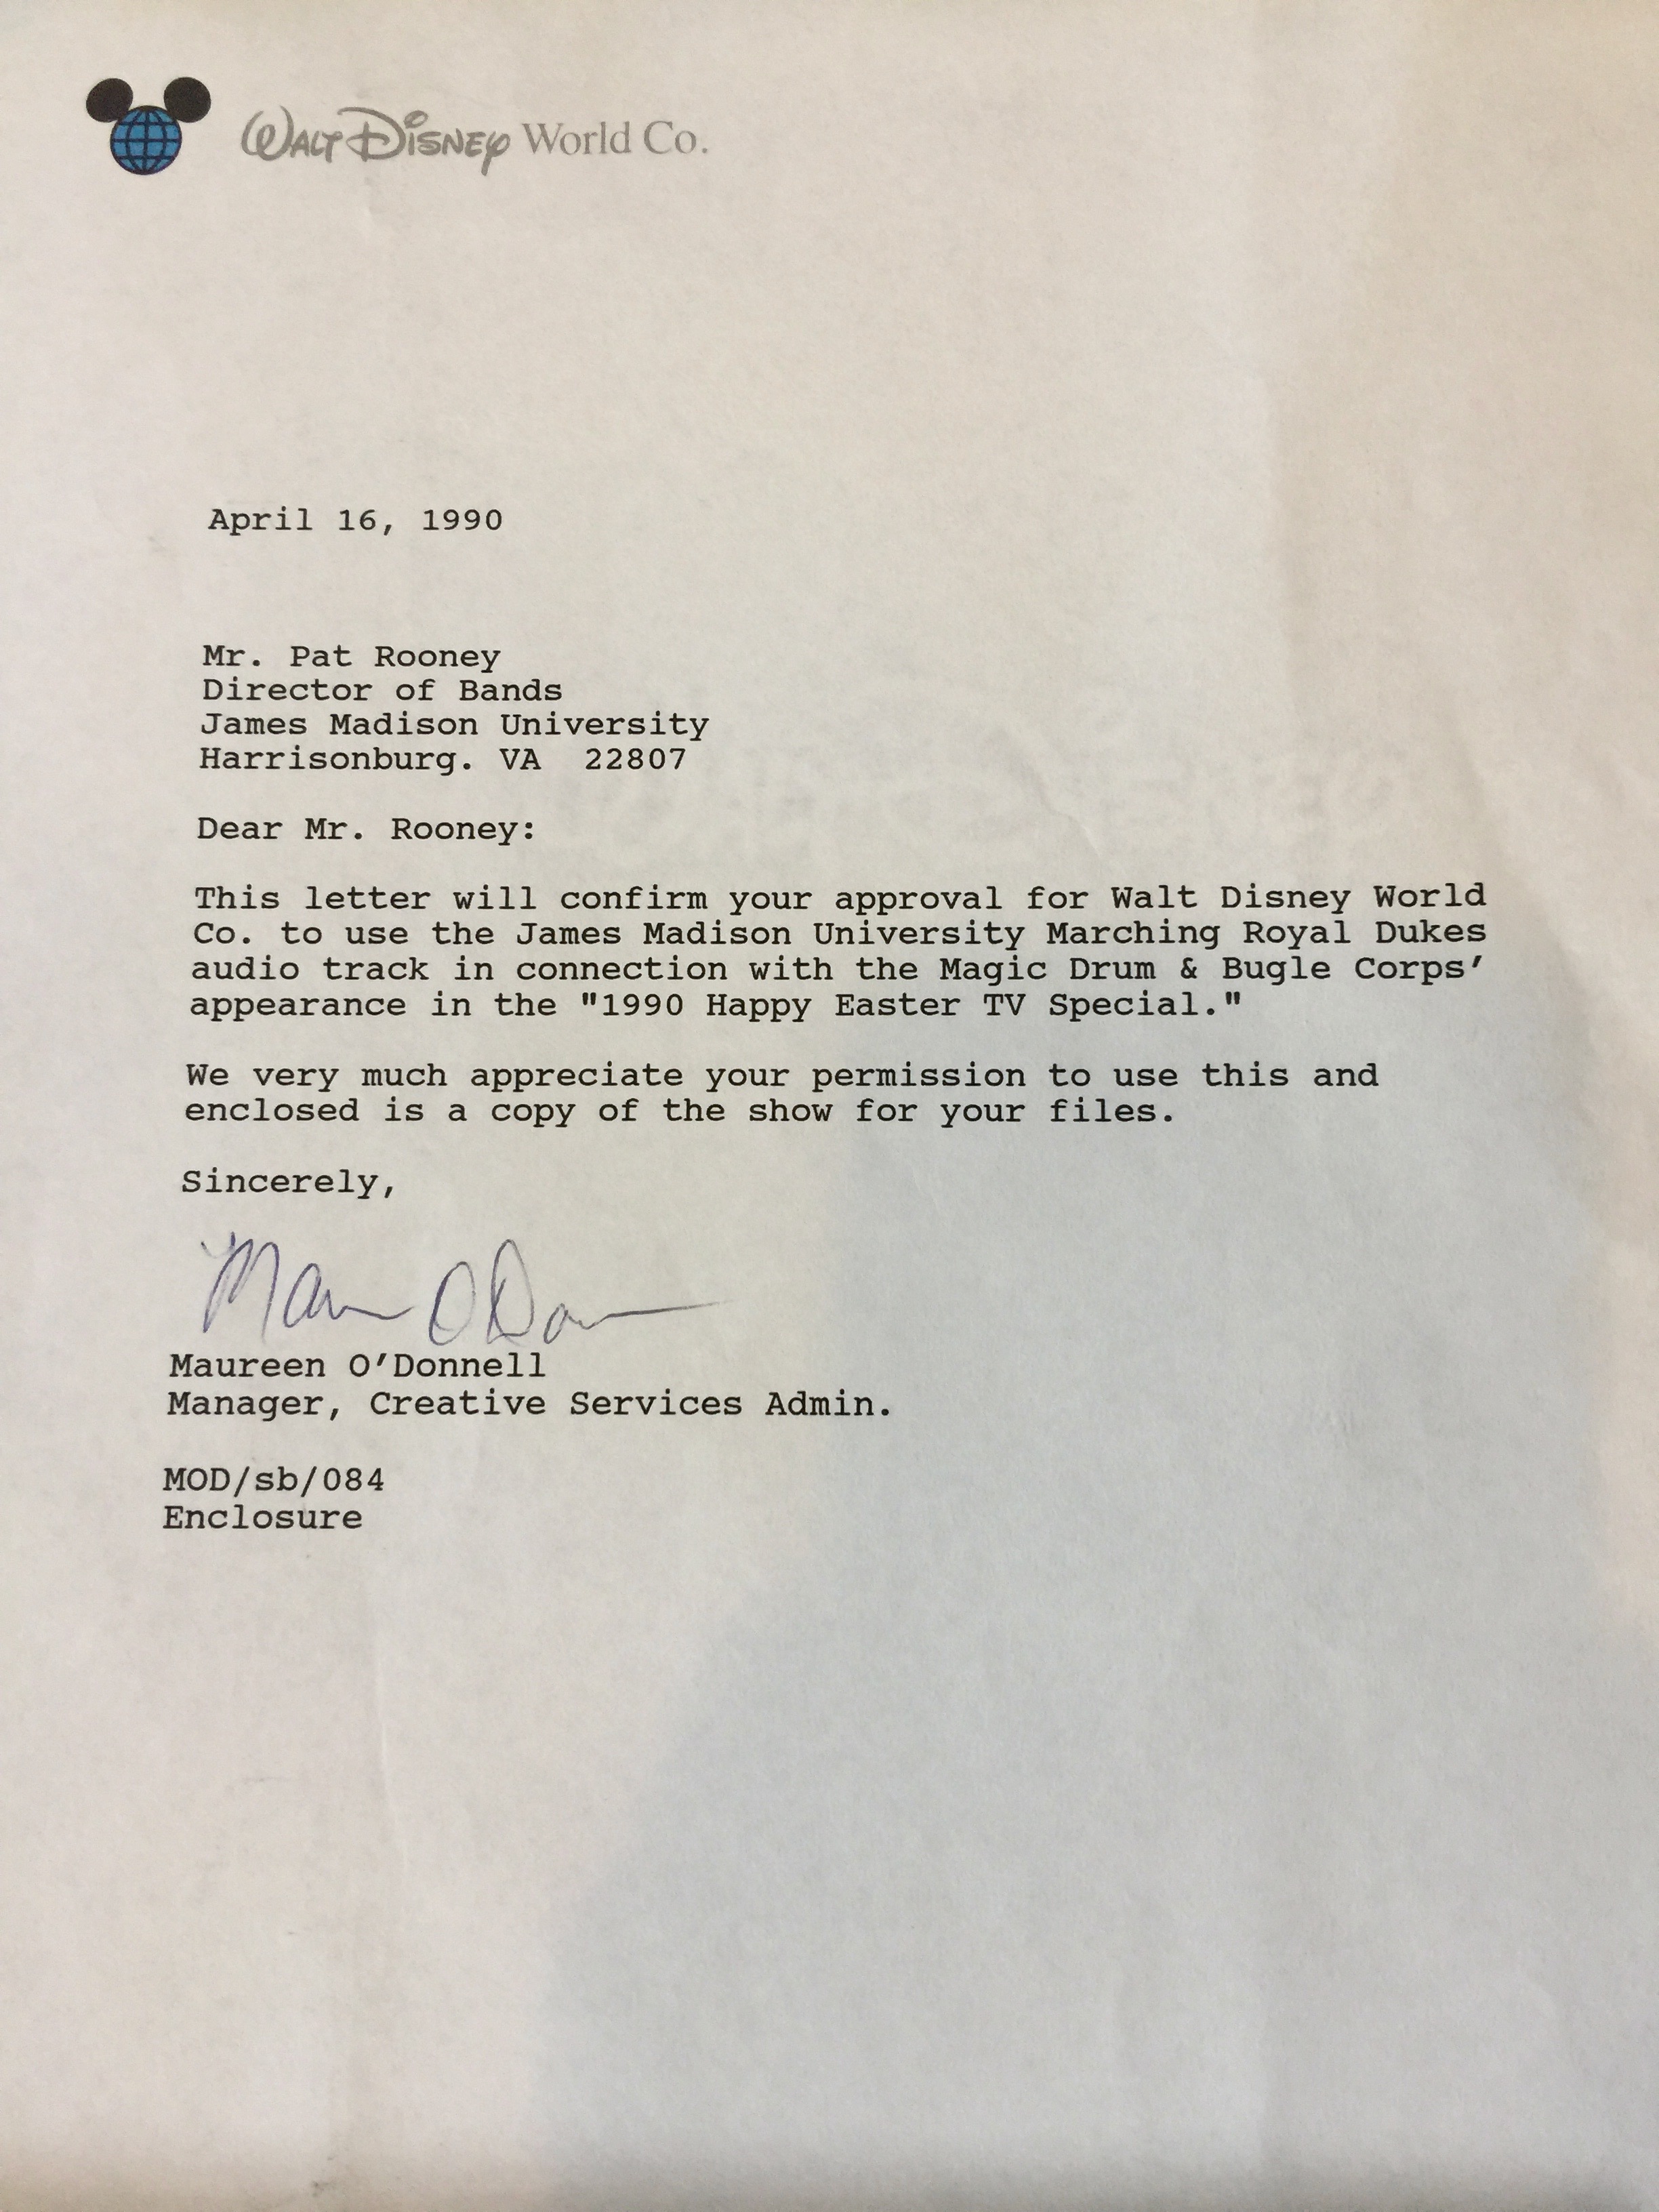 Walt Disney World Co.
April 16, 1990
Mr. Pat Rooney
Director of Bands
James Madison University
Harrisonburg. VA  22807
Dear Mr. Rooney:
This letter will confirm your approval for Walt Disney World
Co. to use the James Madison University Marching Royal Dukes
audio track in connection with the Magic Drum & Bugle Corps'
appearance in the "1990 Happy Easter TV Special."
We very much appreciate your permission to use this and
enclosed is a copy of the show for your files.
Sincerely,
Maureen O'Donnell
Manager, Creative Services Admin.
MOD/sb/084
Enclosure